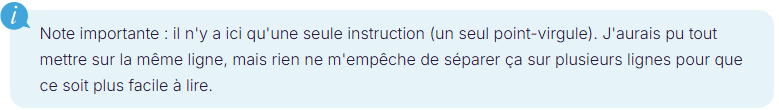 Note importante : il n'y a ici qu'une seule instruction (un seul point-virgule). J'aurais pu tout
mettre sur la même ligne, mais rien ne m'empêche de séparer ça sur plusieurs lignes pour que
ce soit plus facile à lire.